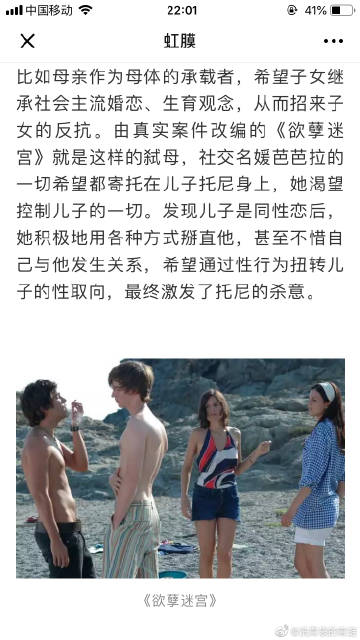 中国移动
22:01
41%
虹膜
比如母亲作为母体的承载者，希望子女继
承社会主流婚恋、生育观念，从而招来子
女的反抗。由真实案件改编的《欲孽迷
宫》就是这样的弑母，社交名媛芭芭拉的
一切希望都寄托在儿子托尼身上，她渴望
控制儿子的一切。发现儿子是同性恋后，
她积极地用各种方式掰直他，甚至不惜自
己与他发生关系，希望通过性行为扭转儿
子的性取向，最终激发了托尼的杀意。
《欲孽迷宫》